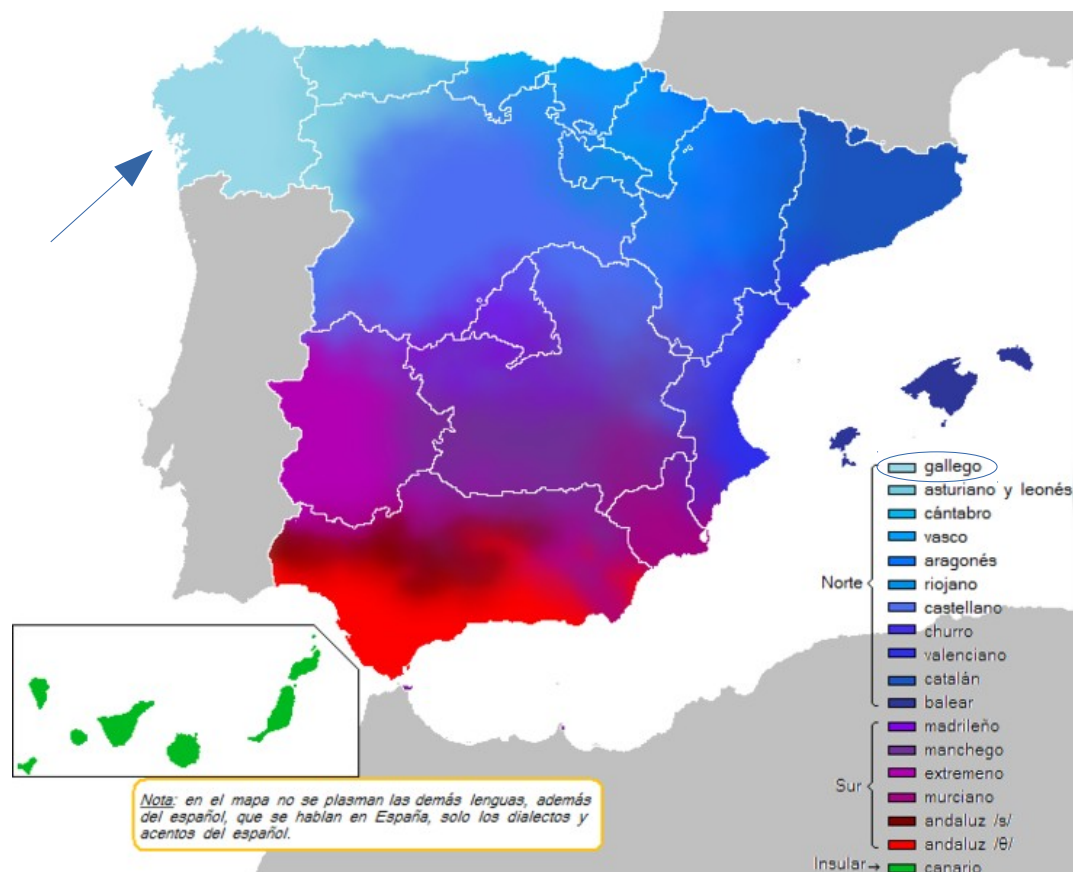 gallego
asturiano y leonés
cántabro
vasco
aragonés
riojano
Norte
castellano
churro
valenciano
catalán
balear
madrileño
manchego
Sur
extremeno
murciano
andaluz /s/
andaluz /θ/
Insular→ canario
Nota: en el mapa no se plasman las demás lenguas, además
del español, que se hablan en España, solo los dialectos y
acentos del español.